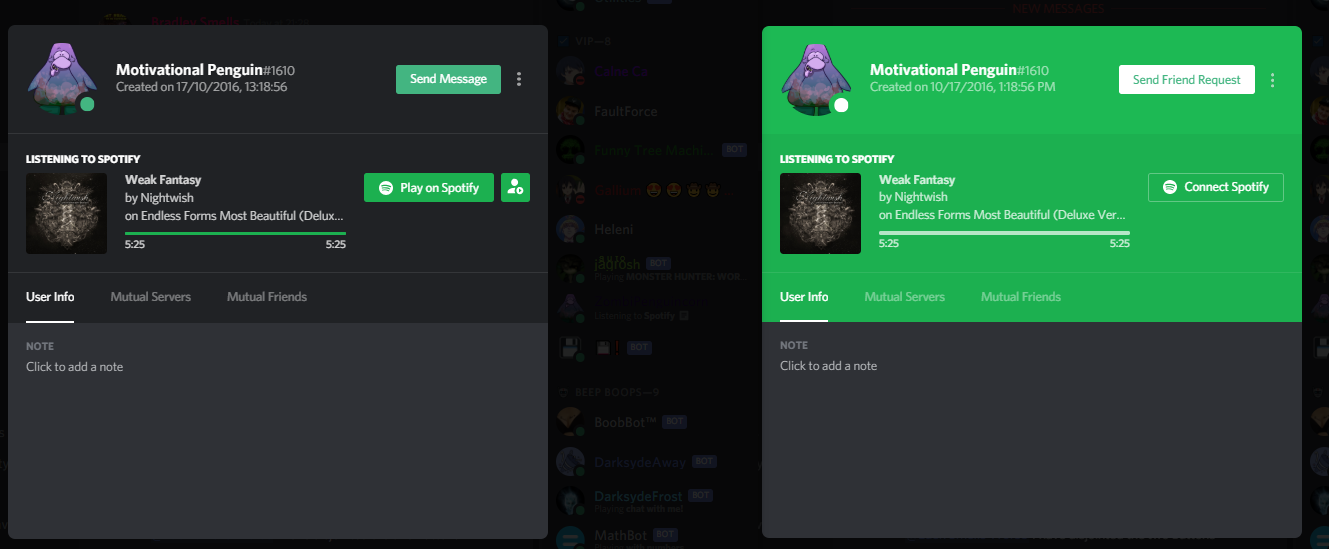 NEW MESSAGES
VIP—8
FaultForce
Funny Tree Machi... BOT
Heleni
jagrosh BOT
Playing MONSTER HUNTER: WOR...
Listening to Spotify
BOT
BEEP BOOPS—9
BoobBot™ BOT
DarksydeAway BOT
DarksydeFrost BOT
Playing chat with me!
MathBot BOT
Motivational Penguin#1610
Created on 17/10/2016, 13:18:56
Send Message
LISTENING TO SPOTIFY
Weak Fantasy
by Nightwish
on Endless Forms Most Beautiful (Delux...
5:25 5:25
Play on Spotify
User Info Mutual Servers Mutual Friends
NOTE
Click to add a note
Motivational Penguin#1610
Created on 10/17/2016, 1:18:56 PM
Send Friend Request
LISTENING TO SPOTIFY
Weak Fantasy
by Nightwish
on Endless Forms Most Beautiful (Deluxe Ver...
5:25 5:25
Connect Spotify
User Info Mutual Servers Mutual Friends
NOTE
Click to add a note